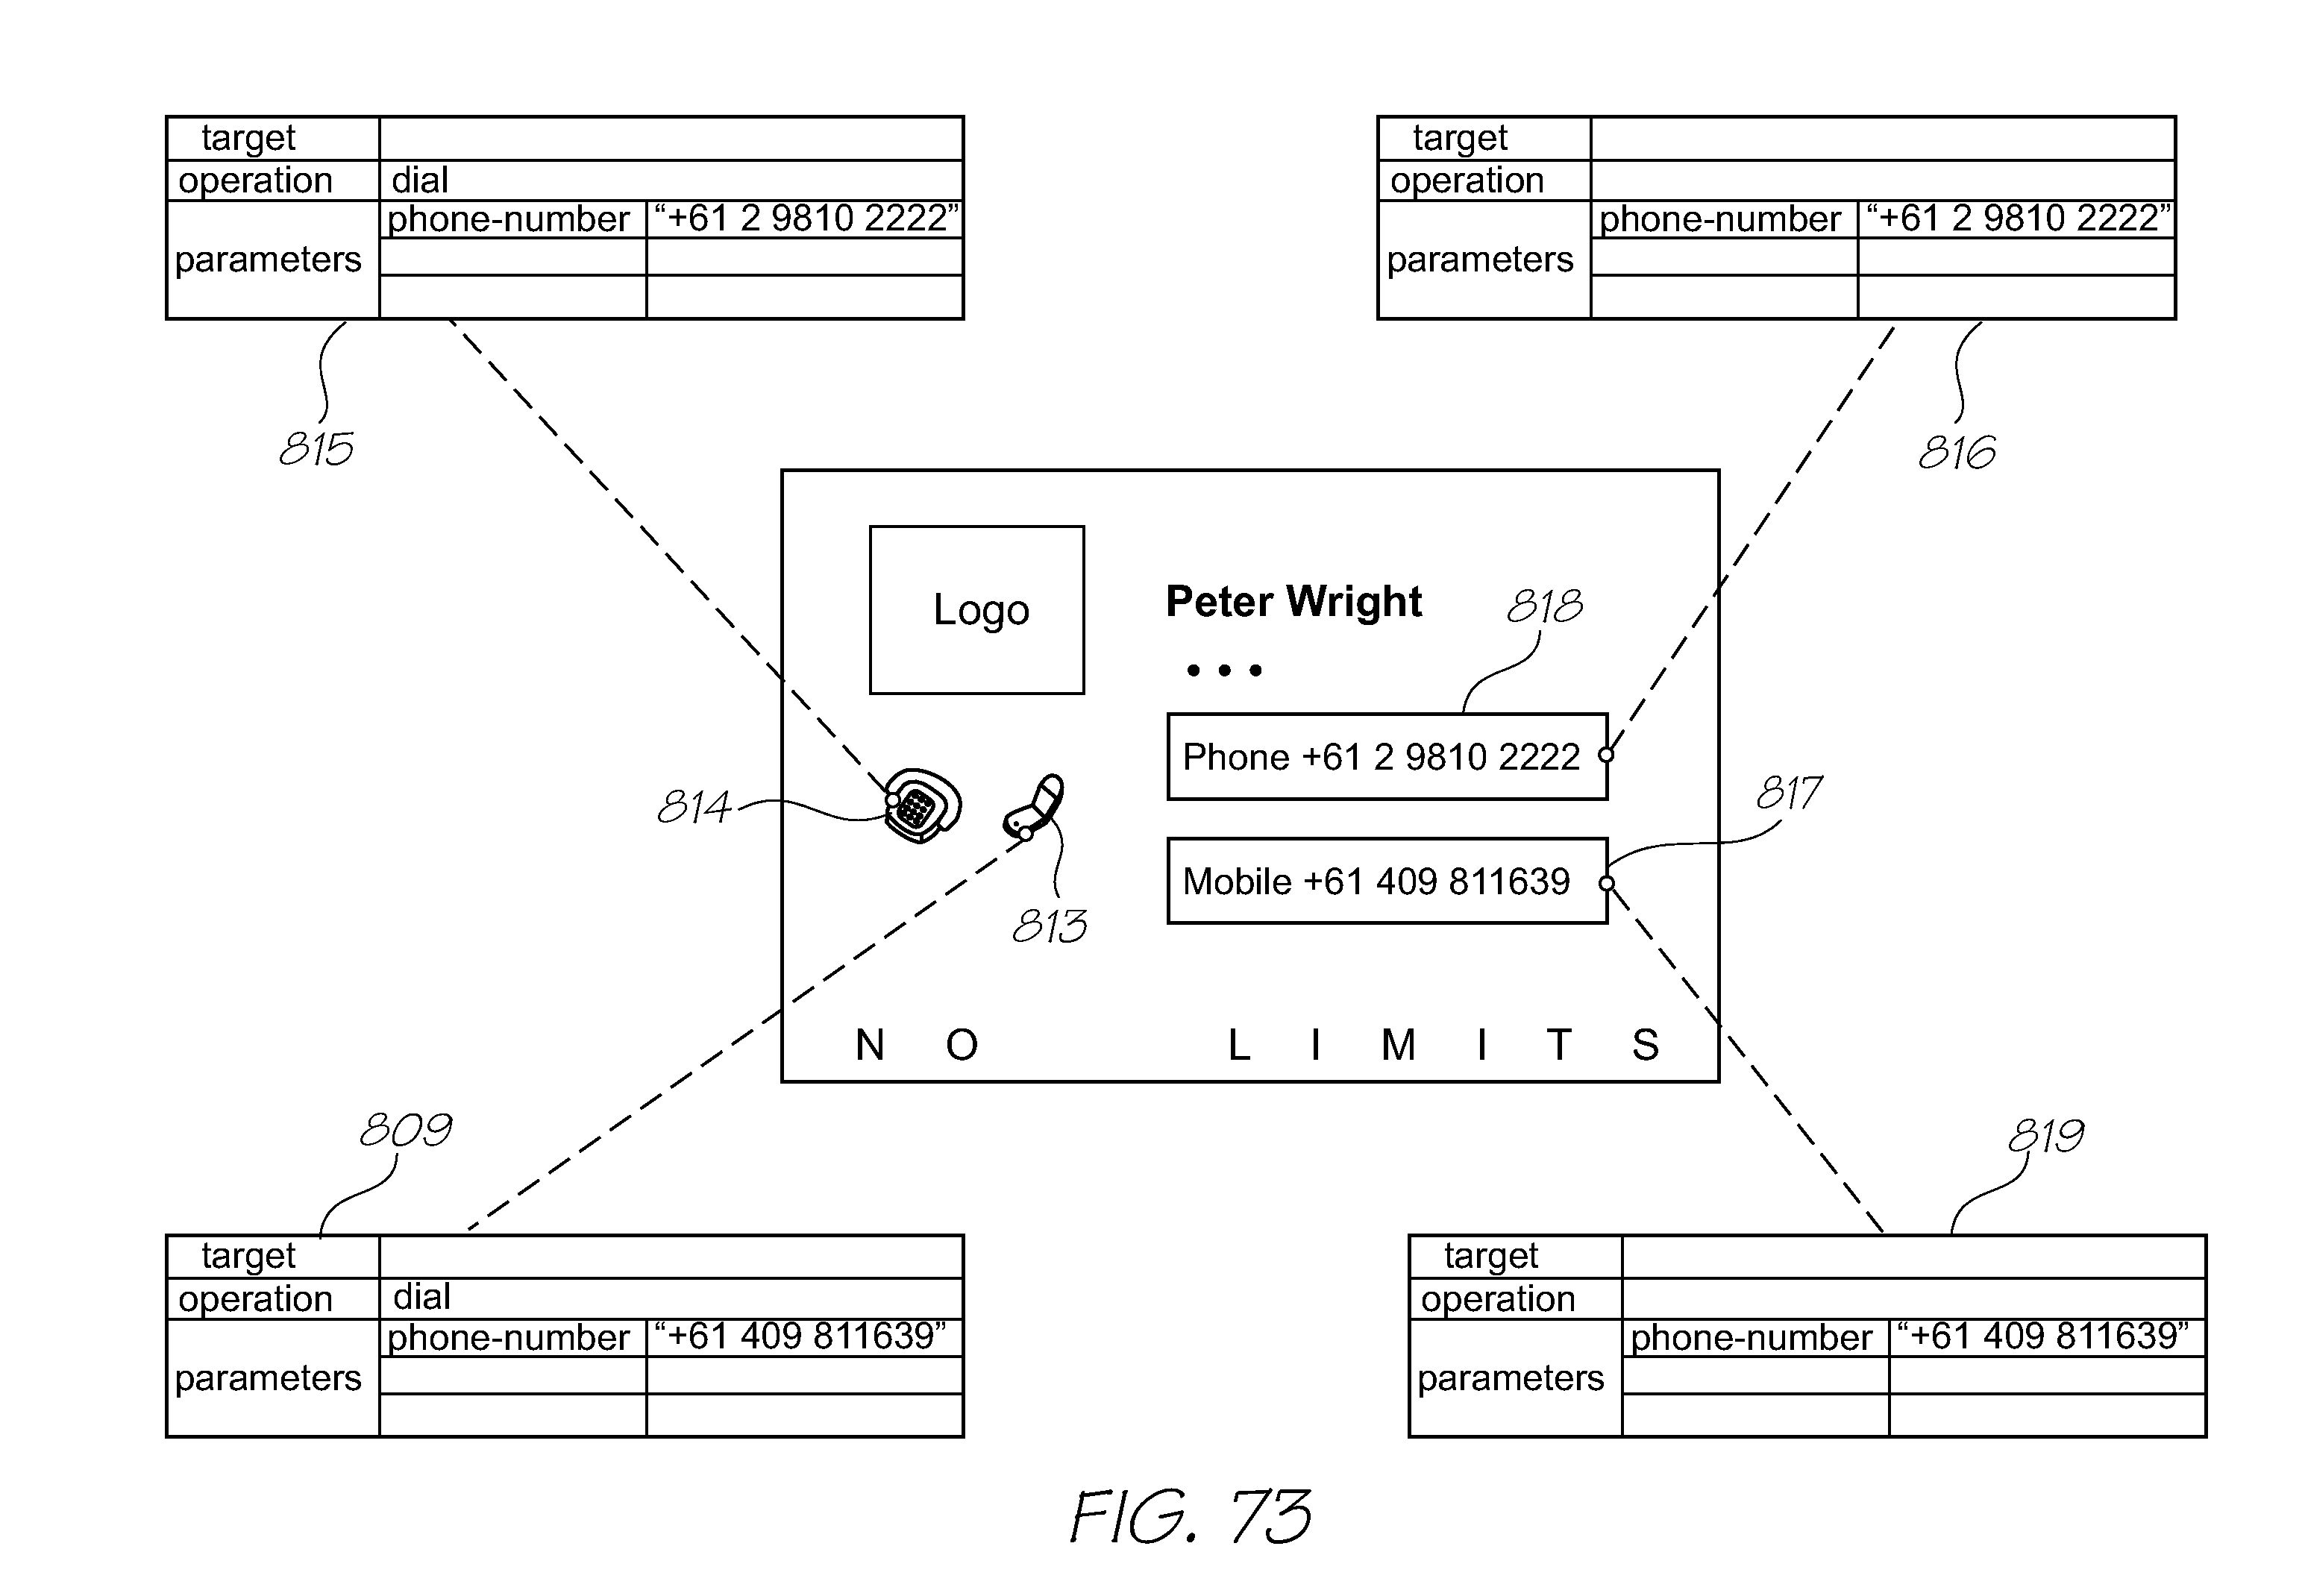 target
operation dial
phone-number “+61 2 9810 2222”
parameters
815
target
operation
phone-number “+61 2 9810 2222”
parameters
816
Logo
Peter Wright
• • •
818
Phone +61 2 9810 2222
814
813
817
Mobile +61 409 811639
NO LIMITS
809
target
operation dial
phone-number “+61 409 811639”
parameters
819
target
operation
phone-number “+61 409 811639”
parameters
FIG. 73